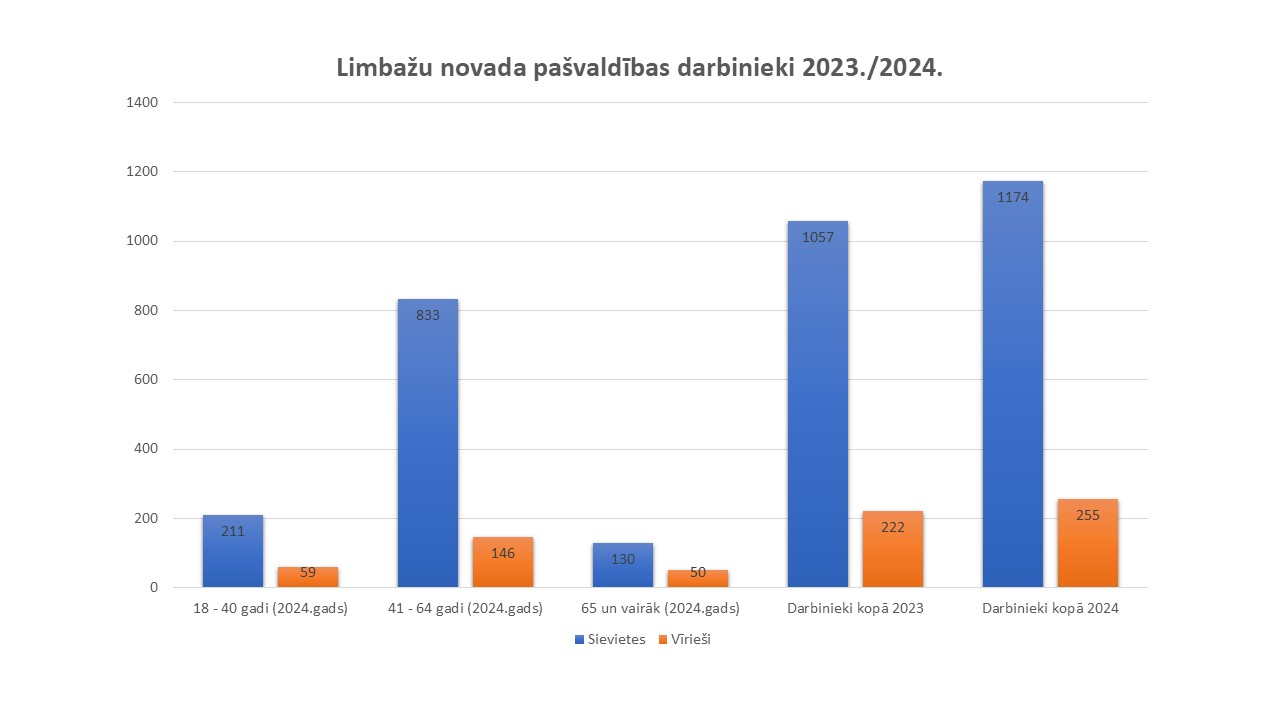 Limbažu novada pašvaldības darbinieki 2023./2024.
1400
1200
1000
800
600
400
200
0
211
59
833
146
130
50
1057
222
1174
255
18 - 40 gadi (2024.gads)
41 - 64 gadi (2024.gads)
65 un vairāk (2024.gads)
Darbinieki kopā 2023
Darbinieki kopā 2024
Sievietes
Vīrieši